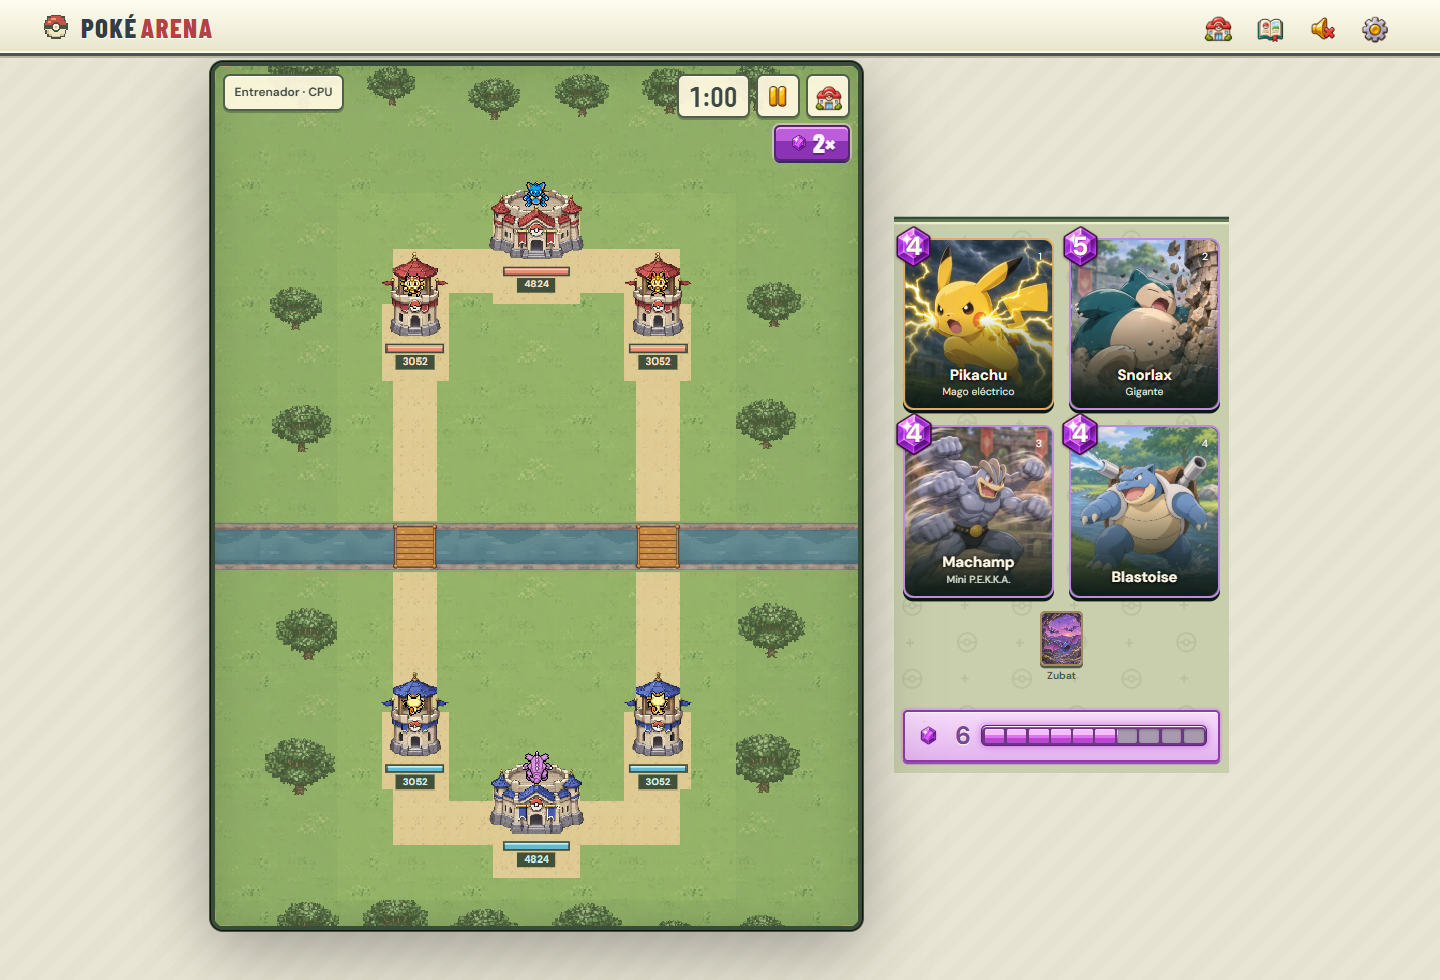 POKÉ ARENA
Entrenador · CPU
1:00
2×
4824
3052
3052
3052
3052
4824
4
1
Pikachu
Mago eléctrico
5
2
Snorlax
Gigante
4
3
Machamp
Mini P.E.K.K.A.
4
4
Blastoise
Zubat
6